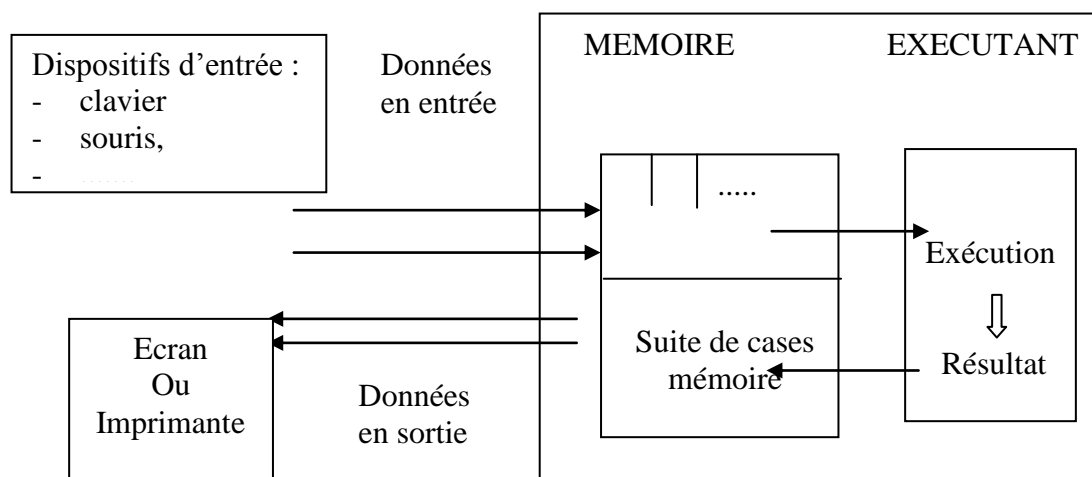 MEMOIRE
EXECUTANT
Dispositifs d'entrée :
- clavier
- souris,
- .......
Données
en entrée
.....
Exécution
Résultat
Suite de cases
mémoire
Ecran
Ou
Imprimante
Données
en sortie